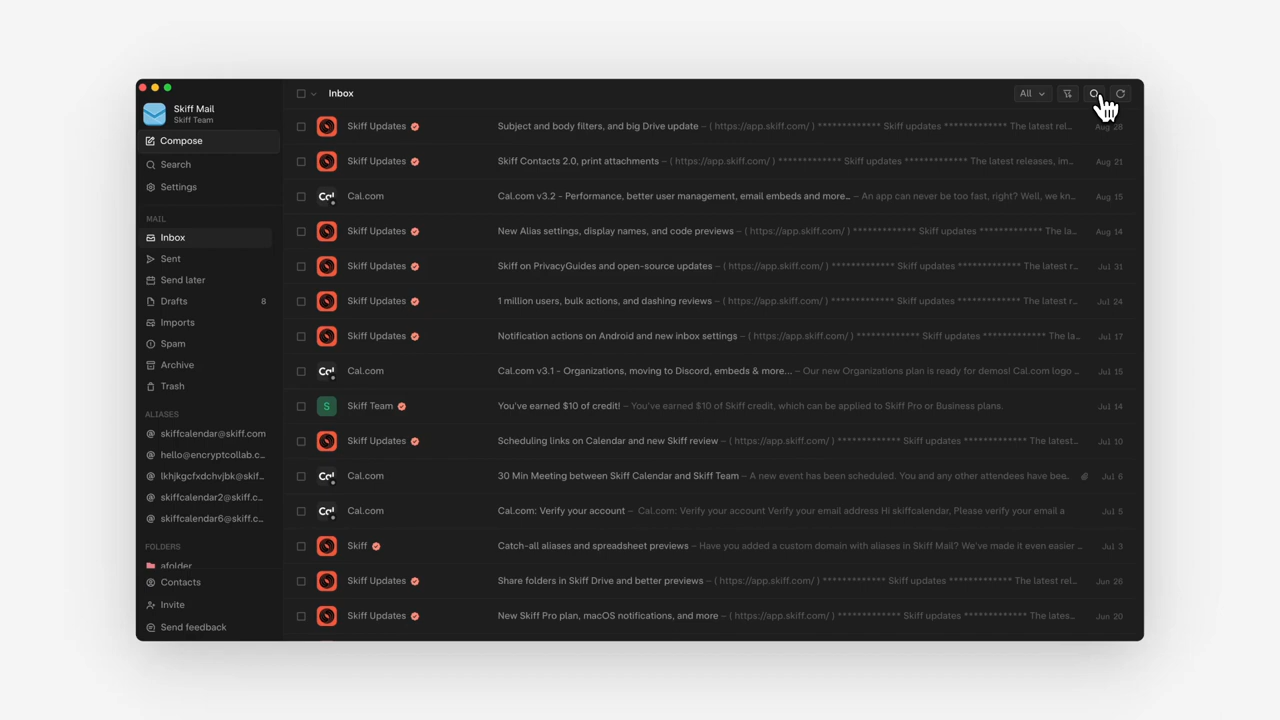 Skiff Mail
Skiff Team
Compose
Search
Settings
MAIL
Inbox
Sent
Send later
Drafts 8
Imports
Spam
Archive
Trash
ALIASES
skiffcalendar@skiff.com
hello@encryptcollab.c...
lkhjkgcfxdchvjbk@skif...
skiffcalendar2@skiff.c...
skiffcalendar6@skiff.c...
FOLDERS
afolder
Contacts
Invite
Send feedback
Inbox All
Skiff Updates Subject and body filters, and big Drive update – ( https://app.skiff.com/ ) ************* Skiff updates ************* The latest rel... Aug 28
Skiff Updates Skiff Contacts 2.0, print attachments – ( https://app.skiff.com/ ) ************* Skiff updates ************* The latest releases, im... Aug 21
Cal Cal.com Cal.com v3.2 - Performance, better user management, email embeds and more... – An app can never be too fast, right? Well, we kn... Aug 15
Skiff Updates New Alias settings, display names, and code previews – ( https://app.skiff.com/ ) ************* Skiff updates ************* The la... Aug 14
Skiff Updates Skiff on PrivacyGuides and open-source updates – ( https://app.skiff.com/ ) ************* Skiff updates ************* The latest r... Jul 31
Skiff Updates 1 million users, bulk actions, and dashing reviews – ( https://app.skiff.com/ ) ************* Skiff updates ************* The latest r... Jul 24
Skiff Updates Notification actions on Android and new inbox settings – ( https://app.skiff.com/ ) ************* Skiff updates ************* The la... Jul 17
Cal Cal.com Cal.com v3.1 - Organizations, moving to Discord, embeds & more... – Our new Organizations plan is ready for demos! Cal.com logo ... Jul 15
S Skiff Team You've earned $10 of credit! – You've earned $10 of Skiff credit, which can be applied to Skiff Pro or Business plans. Jul 14
Skiff Updates Scheduling links on Calendar and new Skiff review – ( https://app.skiff.com/ ) ************* Skiff updates ************* The latest... Jul 10
Cal Cal.com 30 Min Meeting between Skiff Calendar and Skiff Team – A new event has been scheduled. You and any other attendees have bee... Jul 6
Cal Cal.com Cal.com: Verify your account – Cal.com: Verify your account Verify your email address Hi skiffcalendar, Please verify your email a Jul 5
Skiff Catch-all aliases and spreadsheet previews – Have you added a custom domain with aliases in Skiff Mail? We've made it even easier ... Jul 3
Skiff Updates Share folders in Skiff Drive and better previews – ( https://app.skiff.com/ ) ************* Skiff updates ************* The latest rel... Jun 26
Skiff Updates New Skiff Pro plan, macOS notifications, and more – ( https://app.skiff.com/ ) ************* Skiff updates ************* The lates... Jun 20